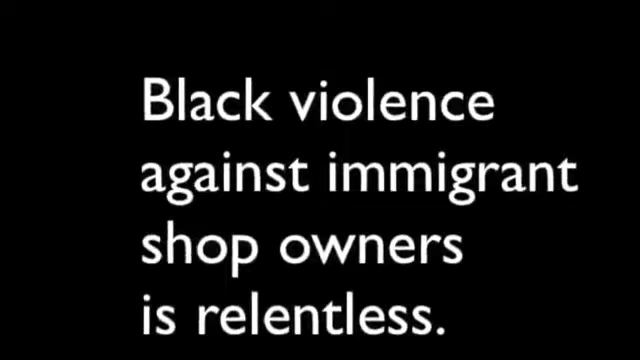 Black violence
against immigrant
shop owners
is relentless.